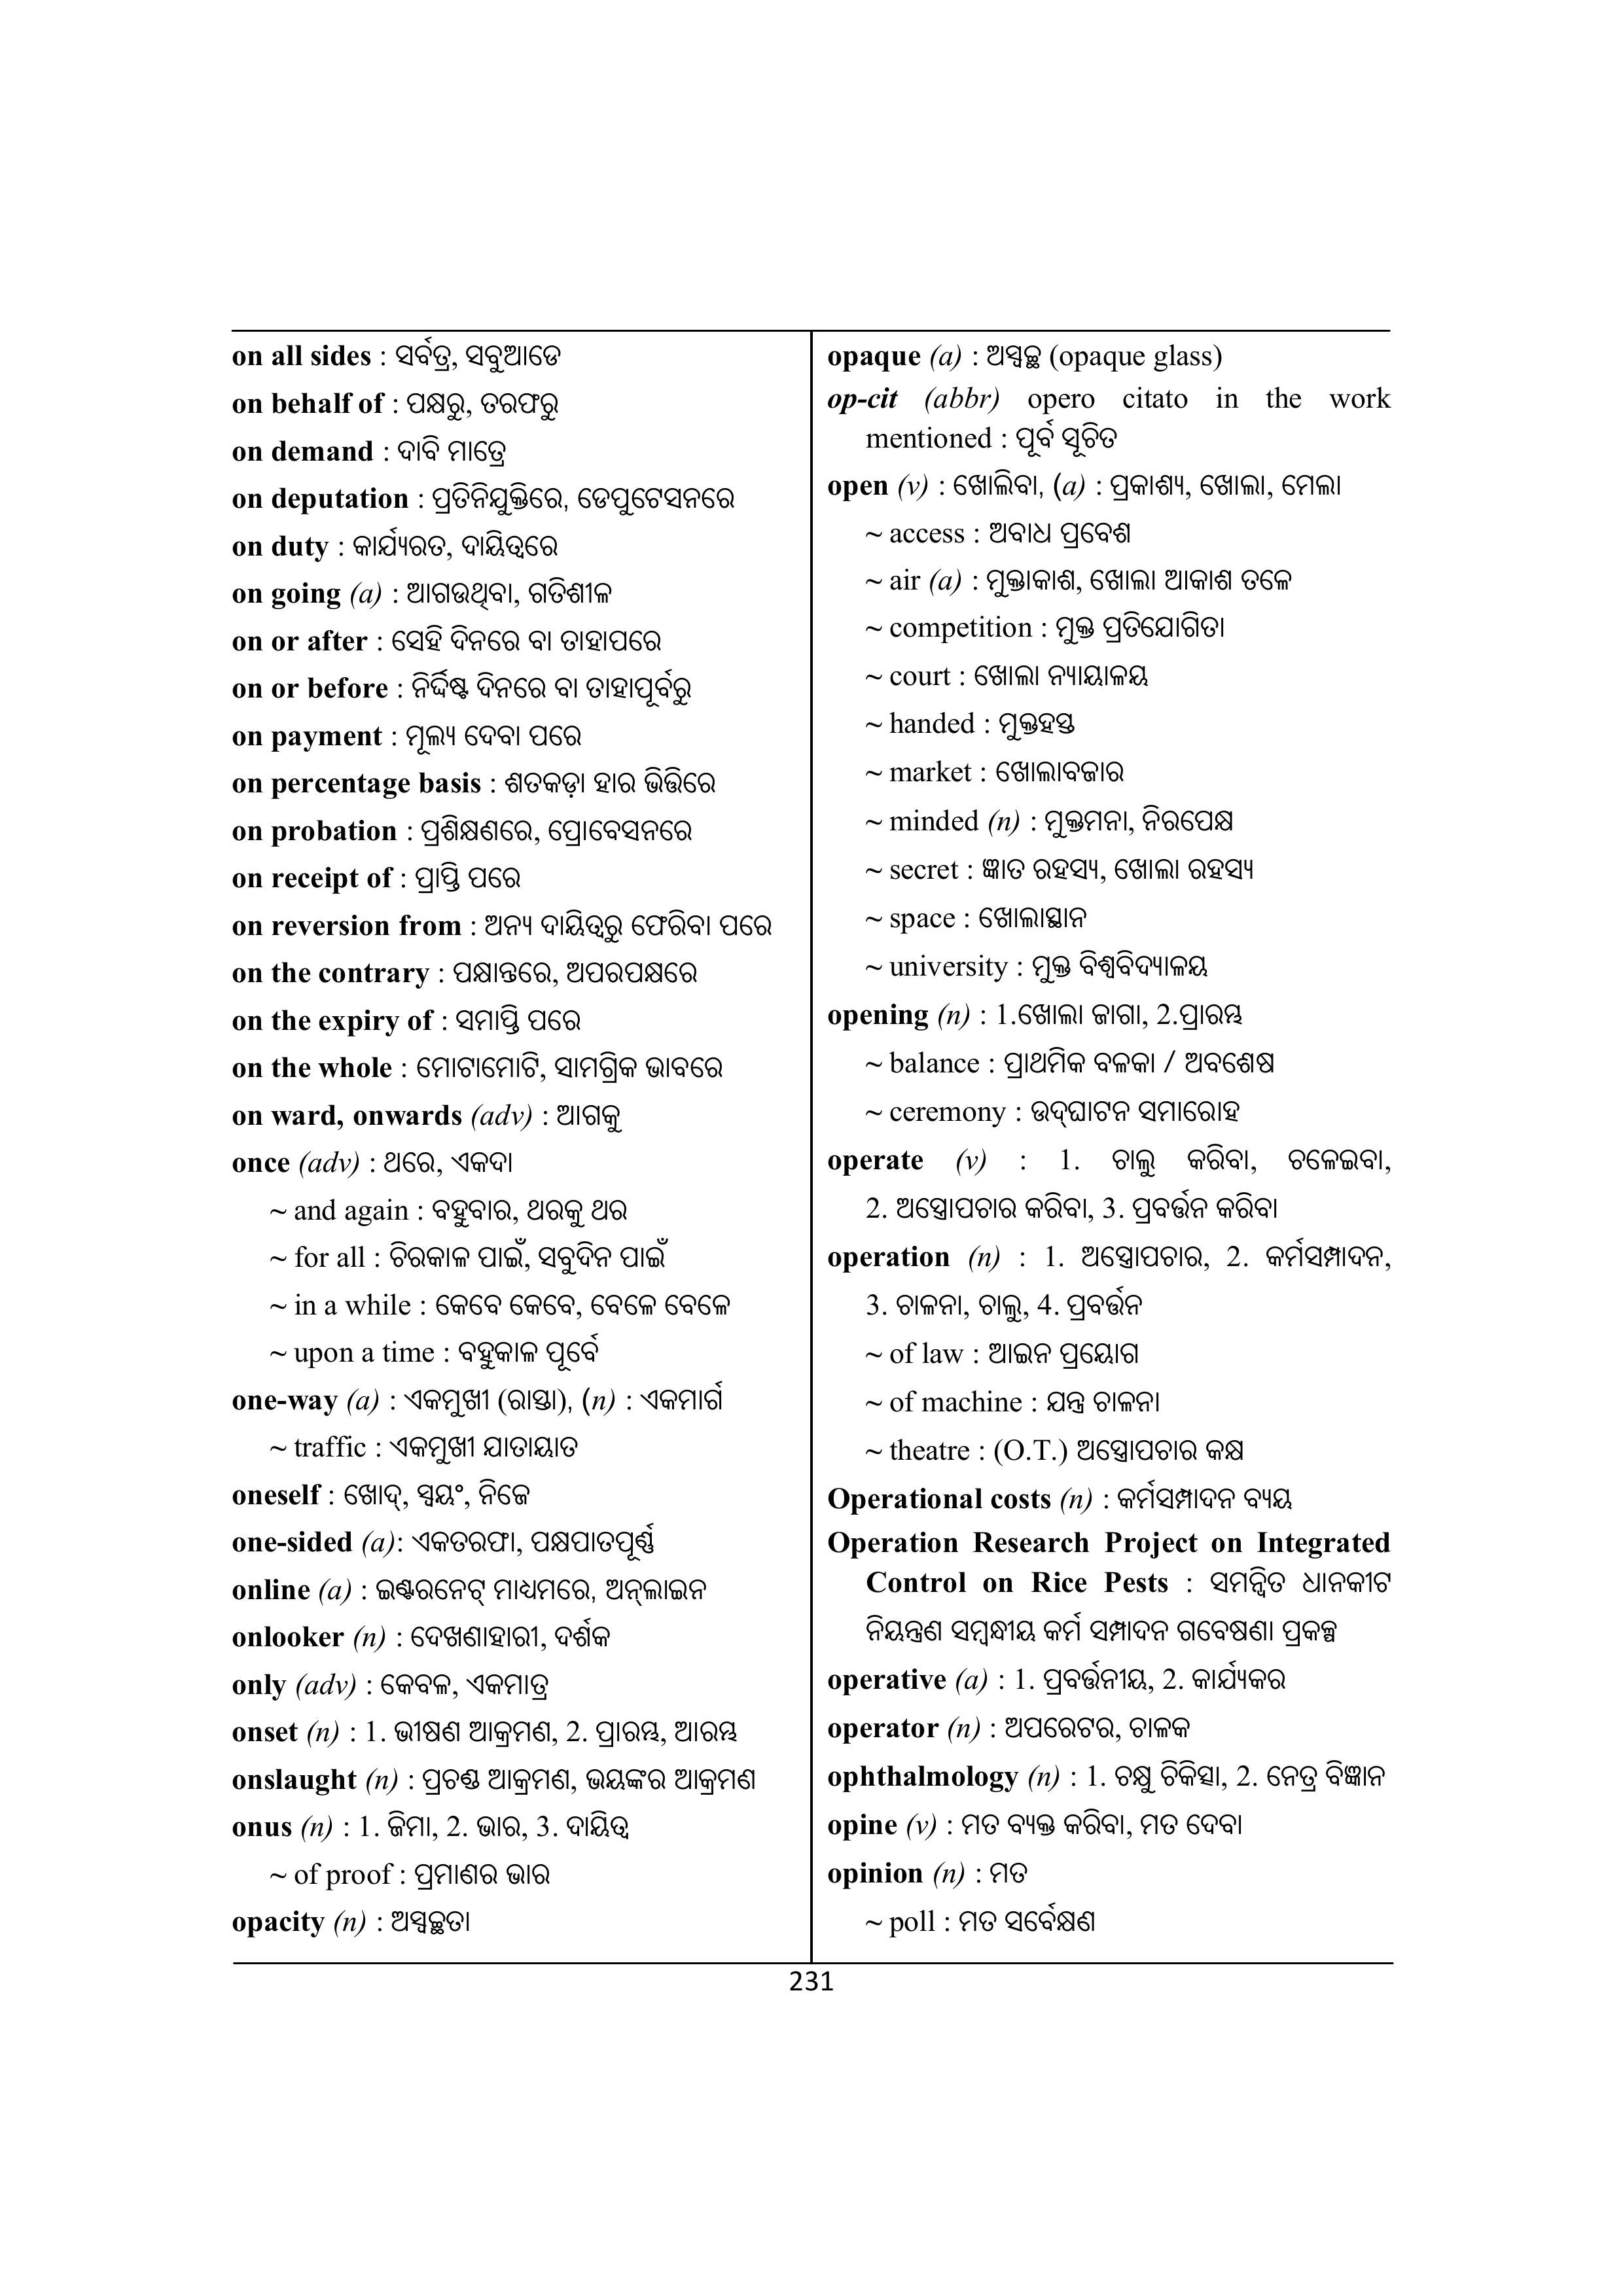 on all sides : ସର୍ବତ୍ର, ସବୁଆଡେ
on behalf of : ପକ୍ଷରୁ, ତରଫରୁ
on demand : ଦାବି ମାତ୍ରେ
on deputation : ପ୍ରତିନିଯୁକ୍ତିରେ, ଡେପୁଟେସନରେ
on duty : କାର୍ଯ୍ୟରତ, ଦାୟିତ୍ୱରେ
on going (a) : ଆଗଉଥିବା, ଗତିଶୀଳ
on or after : ସେହି ଦିନରେ ବା ତାହାପରେ
on or before : ନିର୍ଦ୍ଦିଷ୍ଟ ଦିନରେ ବା ତାହାପୂର୍ବରୁ
on payment : ମୂଲ୍ୟ ଦେବା ପରେ
on percentage basis : ଶତକଡ଼ା ହାର ଭିତ୍ତିରେ
on probation : ପ୍ରଶିକ୍ଷଣରେ, ପ୍ରୋବେସନରେ
on receipt of : ପ୍ରାପ୍ତି ପରେ
on reversion from : ଅନ୍ୟ ଦାୟିତ୍ୱରୁ ଫେରିବା ପରେ
on the contrary : ପକ୍ଷାନ୍ତରେ, ଅପରପକ୍ଷରେ
on the expiry of : ସମାପ୍ତି ପରେ
on the whole : ମୋଟାମୋଟି, ସାମଗ୍ରିକ ଭାବରେ
on ward, onwards (adv) : ଆଗକୁ
once (adv) : ଥରେ, ଏକଦା
~ and again : ବହୁବାର, ଥରକୁ ଥର
~ for all : ଚିରକାଳ ପାଇଁ, ସବୁଦିନ ପାଇଁ
~ in a while : କେବେ କେବେ, ବେଳେ ବେଳେ
~ upon a time : ବହୁକାଳ ପୂର୍ବେ
one-way (a) : ଏକମୁଖୀ (ରାସ୍ତା), (n) : ଏକମାର୍ଗ
~ traffic : ଏକମୁଖୀ ଯାତାୟାତ
oneself : ଖୋଦ୍, ସ୍ୱୟଂ, ନିଜେ
one-sided (a): ଏକତରଫା, ପକ୍ଷପାତପୂର୍ଣ୍ଣ
online (a) : ଇଣ୍ଟରନେଟ୍ ମାଧ୍ୟମରେ, ଅନ୍‌ଲାଇନ
onlooker (n) : ଦେଖଣାହାରୀ, ଦର୍ଶକ
only (adv) : କେବଳ, ଏକମାତ୍ର
onset (n) : 1. ଭୀଷଣ ଆକ୍ରମଣ, 2. ପ୍ରାରମ୍ଭ, ଆରମ୍ଭ
onslaught (n) : ପ୍ରଚଣ୍ଡ ଆକ୍ରମଣ, ଭୟଙ୍କର ଆକ୍ରମଣ
onus (n) : 1. ଜିମା, 2. ଭାର, 3. ଦାୟିତ୍ୱ
~ of proof : ପ୍ରମାଣର ଭାର
opacity (n) : ଅସ୍ୱଚ୍ଛତା
opaque (a) : ଅସ୍ୱଚ୍ଛ (opaque glass)
op-cit (abbr) opero citato in the work
mentioned : ପୂର୍ବ ସୂଚିତ
open (v) : ଖୋଲିବା, (a) : ପ୍ରକାଶ୍ୟ, ଖୋଲା, ମେଲା
~ access : ଅବାଧ ପ୍ରବେଶ
~ air (a) : ମୁକ୍ତାକାଶ, ଖୋଲା ଆକାଶ ତଳେ
~ competition : ମୁକ୍ତ ପ୍ରତିଯୋଗିତା
~ court : ଖୋଲା ନ୍ୟାୟାଳୟ
~ handed : ମୁକ୍ତହସ୍ତ
~ market : ଖୋଲାବଜାର
~ minded (n) : ମୁକ୍ତମନା, ନିରପେକ୍ଷ
~ secret : ଜ୍ଞାତ ରହସ୍ୟ, ଖୋଲା ରହସ୍ୟ
~ space : ଖୋଲାସ୍ଥାନ
~ university : ମୁକ୍ତ ବିଶ୍ୱବିଦ୍ୟାଳୟ
opening (n) : 1.ଖୋଲା ଜାଗା, 2.ପ୍ରାରମ୍ଭ
~ balance : ପ୍ରାଥମିକ ବଳକା / ଅବଶେଷ
~ ceremony : ଉଦ୍‌ଘାଟନ ସମାରୋହ
operate (v) : 1. ଚାଲୁ କରିବା, ଚଳେଇବା,
2. ଅସ୍ତ୍ରୋପଚାର କରିବା, 3. ପ୍ରବର୍ତ୍ତନ କରିବା
operation (n) : 1. ଅସ୍ତ୍ରୋପଚାର, 2. କର୍ମସମ୍ପାଦନ,
3. ଚାଳନା, ଚାଲୁ, 4. ପ୍ରବର୍ତ୍ତନ
~ of law : ଆଇନ ପ୍ରୟୋଗ
~ of machine : ଯନ୍ତ୍ର ଚାଳନା
~ theatre : (O.T.) ଅସ୍ତ୍ରୋପଚାର କକ୍ଷ
Operational costs (n) : କର୍ମସମ୍ପାଦନ ବ୍ୟୟ
Operation Research Project on Integrated
Control on Rice Pests : ସମନ୍ୱିତ ଧାନକୀଟ
ନିୟନ୍ତ୍ରଣ ସମ୍ବନ୍ଧୀୟ କର୍ମ ସମ୍ପାଦନ ଗବେଷଣା ପ୍ରକଳ୍ପ
operative (a) : 1. ପ୍ରବର୍ତ୍ତନୀୟ, 2. କାର୍ଯ୍ୟକର
operator (n) : ଅପରେଟର, ଚାଳକ
ophthalmology (n) : 1. ଚକ୍ଷୁ ଚିକିତ୍ସା, 2. ନେତ୍ର ବିଜ୍ଞାନ
opine (v) : ମତ ବ୍ୟକ୍ତ କରିବା, ମତ ଦେବା
opinion (n) : ମତ
~ poll : ମତ ସର୍ବେକ୍ଷଣ
231